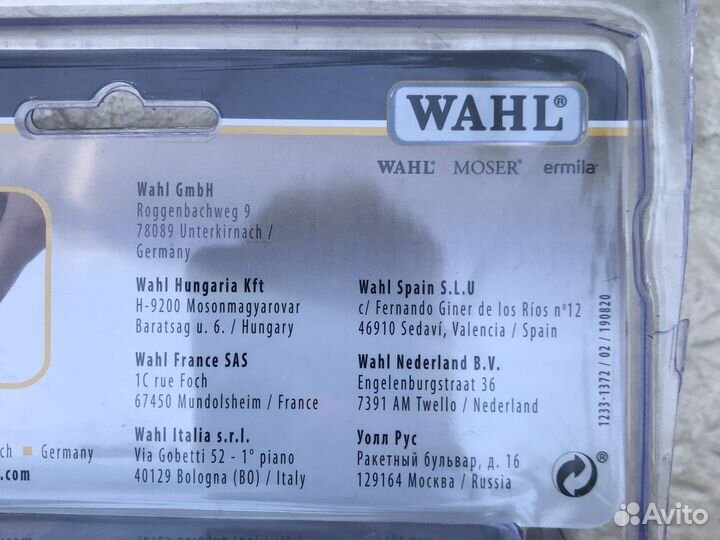 WAHL®
WAHL® MOSER® ermila®
Wahl GmbH
Roggenbachweg 9
78089 Unterkirnach /
Germany
Wahl Hungaria Kft
H-9200 Mosonmagyarovar
Baratsag u. 6. / Hungary
Wahl France SAS
1C rue Foch
67450 Mundolsheim / France
Wahl Italia s.r.l.
Via Gobetti 52 - 1° piano
40129 Bologna (BO) / Italy
Wahl Spain S.L.U
c/ Fernando Giner de los Ríos n°12
46910 Sedaví, Valencia / Spain
Wahl Nederland B.V.
Engelenburgstraat 36
7391 AM Twello / Nederland
Уолл Рус
Ракетный бульвар, д. 16
129164 Москва / Russia
1233-1372 / 02 / 190820
ch ▪ Germany
.com
®
Avito